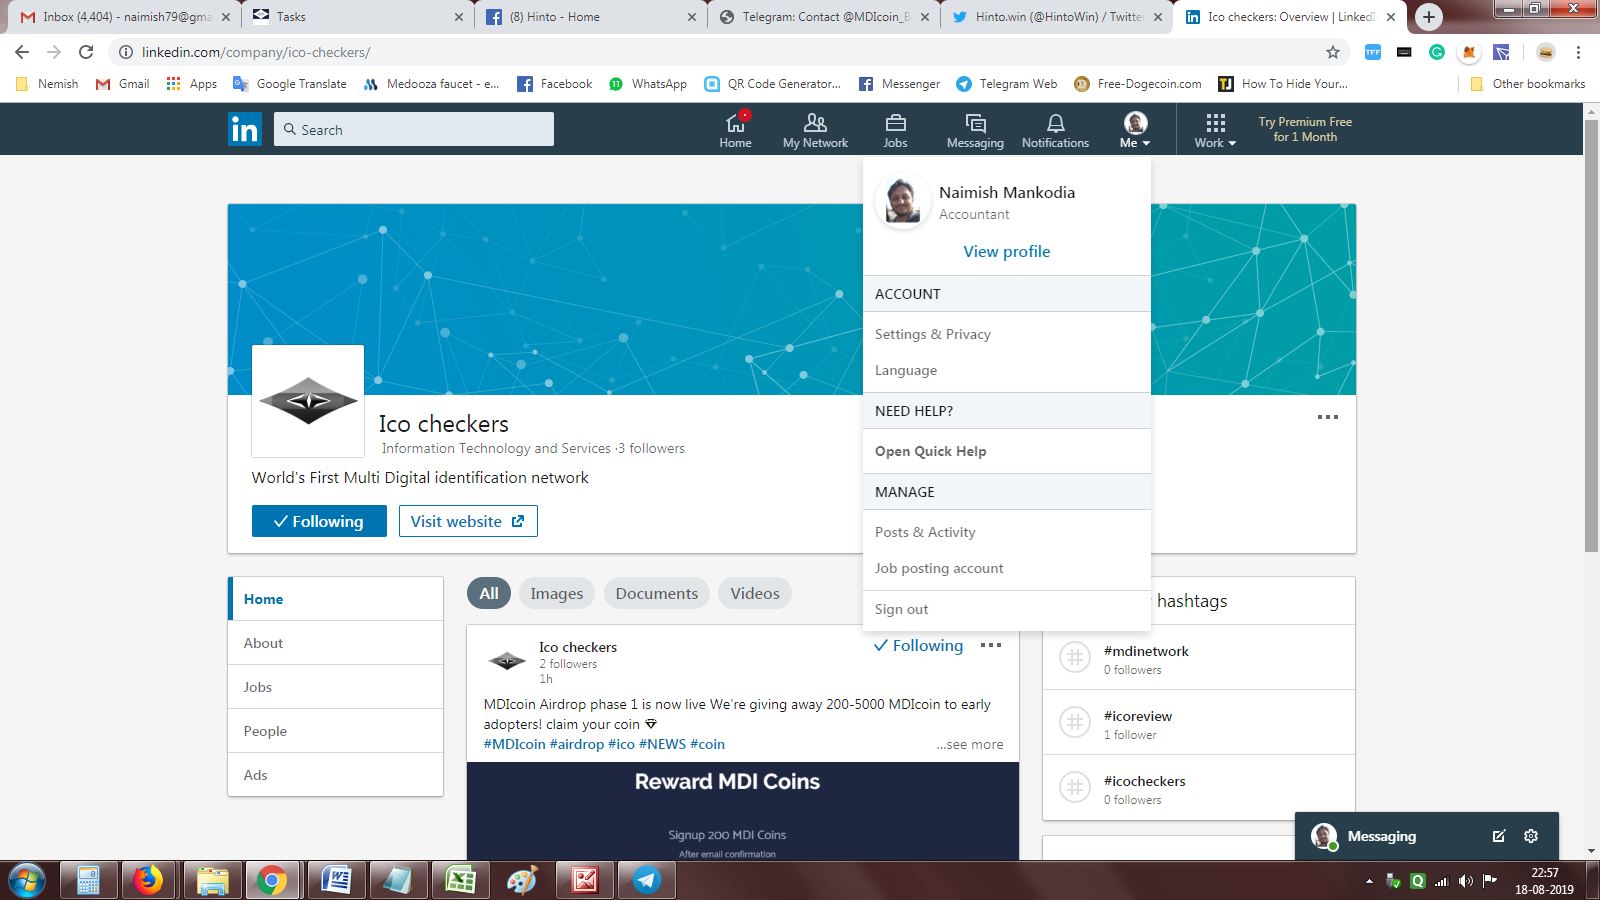 Inbox (4,404) - naimish79@gma
Tasks
(8) Hinto - Home
Telegram: Contact @MDIcoin_B
Hinto.win (@HintoWin) / Twitter
Ico checkers: Overview | LinkedI
linkedin.com/company/ico-checkers/
TFF
Nemish
Gmail
Apps
Google Translate
Medooza faucet - e...
Facebook
11
WhatsApp
QR Code Generator...
Messenger
Telegram Web
Free-Dogecoin.com
TJ
How To Hide Your...
Other bookmarks
in
Search
Home
My Network
Jobs
Messaging
Notifications
Me
Work
Try Premium Free
for 1 Month
Naimish Mankodia
Accountant
View profile
ACCOUNT
Settings & Privacy
Language
NEED HELP?
Open Quick Help
MANAGE
Posts & Activity
Job posting account
Sign out
Ico checkers
Information Technology and Services ·3 followers
World's First Multi Digital identification network
Following
Visit website
Home
About
Jobs
People
Ads
All
Images
Documents
Videos
Ico checkers
2 followers
1h
Following
MDIcoin Airdrop phase 1 is now live We're giving away 200-5000 MDIcoin to early
adopters! claim your coin
#MDIcoin #airdrop #ico #NEWS #coin
...see more
Reward MDI Coins
Signup 200 MDI Coins
After email confirmation
hashtags
#mdinetwork
0 followers
#icoreview
1 follower
#icocheckers
0 followers
Messaging
22:57
18-08-2019